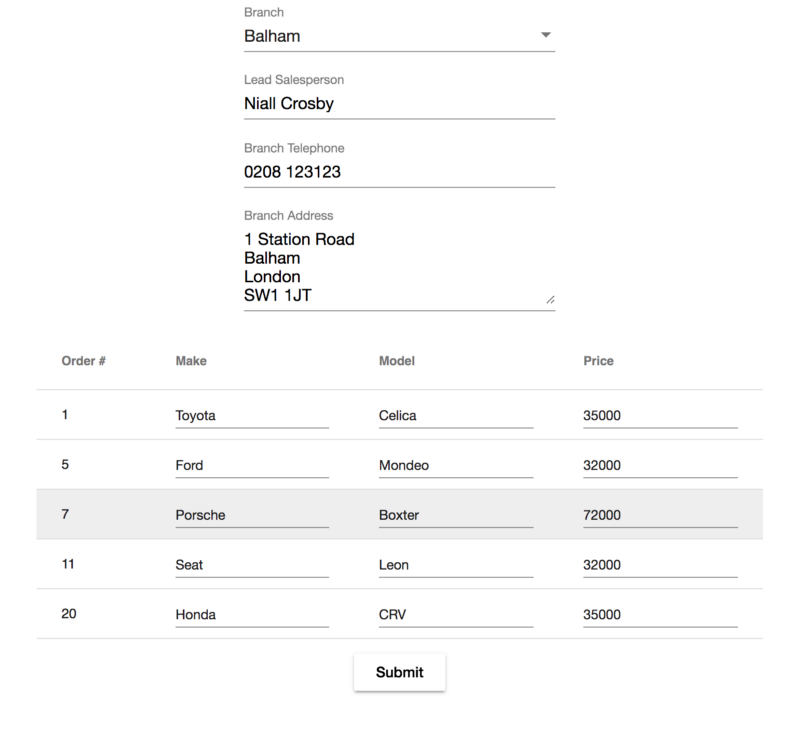 Branch
Balham
Lead Salesperson
Niall Crosby
Branch Telephone
0208 123123
Branch Address
1 Station Road
Balham
London
SW1 1JT
Order # Make Model Price
1 Toyota Celica 35000
5 Ford Mondeo 32000
7 Porsche Boxter 72000
11 Seat Leon 32000
20 Honda CRV 35000
Submit